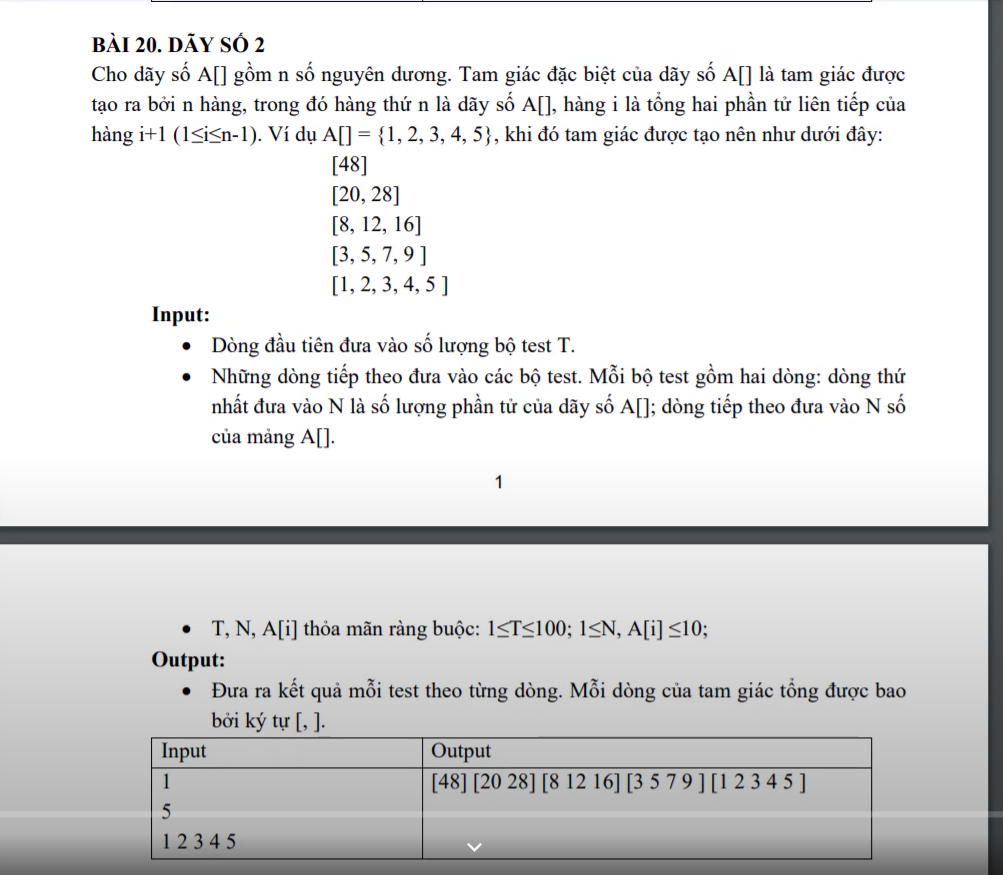 BÀI 20. DÃY SỐ 2
Cho dãy số A[] gồm n số nguyên dương. Tam giác đặc biệt của dãy số A[] là tam giác được
tạo ra bởi n hàng, trong đó hàng thứ n là dãy số A[], hàng i là tổng hai phần tử liên tiếp của
hàng i+1 (1≤i≤n-1). Ví dụ A[] = {1, 2, 3, 4, 5}, khi đó tam giác được tạo nên như dưới đây:
[48]
[20, 28]
[8, 12, 16]
[3, 5, 7, 9 ]
[1, 2, 3, 4, 5 ]
Input:
• Dòng đầu tiên đưa vào số lượng bộ test T.
• Những dòng tiếp theo đưa vào các bộ test. Mỗi bộ test gồm hai dòng: dòng thứ
nhất đưa vào N là số lượng phần tử của dãy số A[]; dòng tiếp theo đưa vào N số
của mảng A[].
1
• T, N, A[i] thỏa mãn ràng buộc: 1≤T≤100; 1≤N, A[i] ≤10;
Output:
• Đưa ra kết quả mỗi test theo từng dòng. Mỗi dòng của tam giác tổng được bao
bởi ký tự [, ].
Input Output
1 [48] [20 28] [8 12 16] [3 5 7 9 ] [1 2 3 4 5 ]
5
1 2 3 4 5